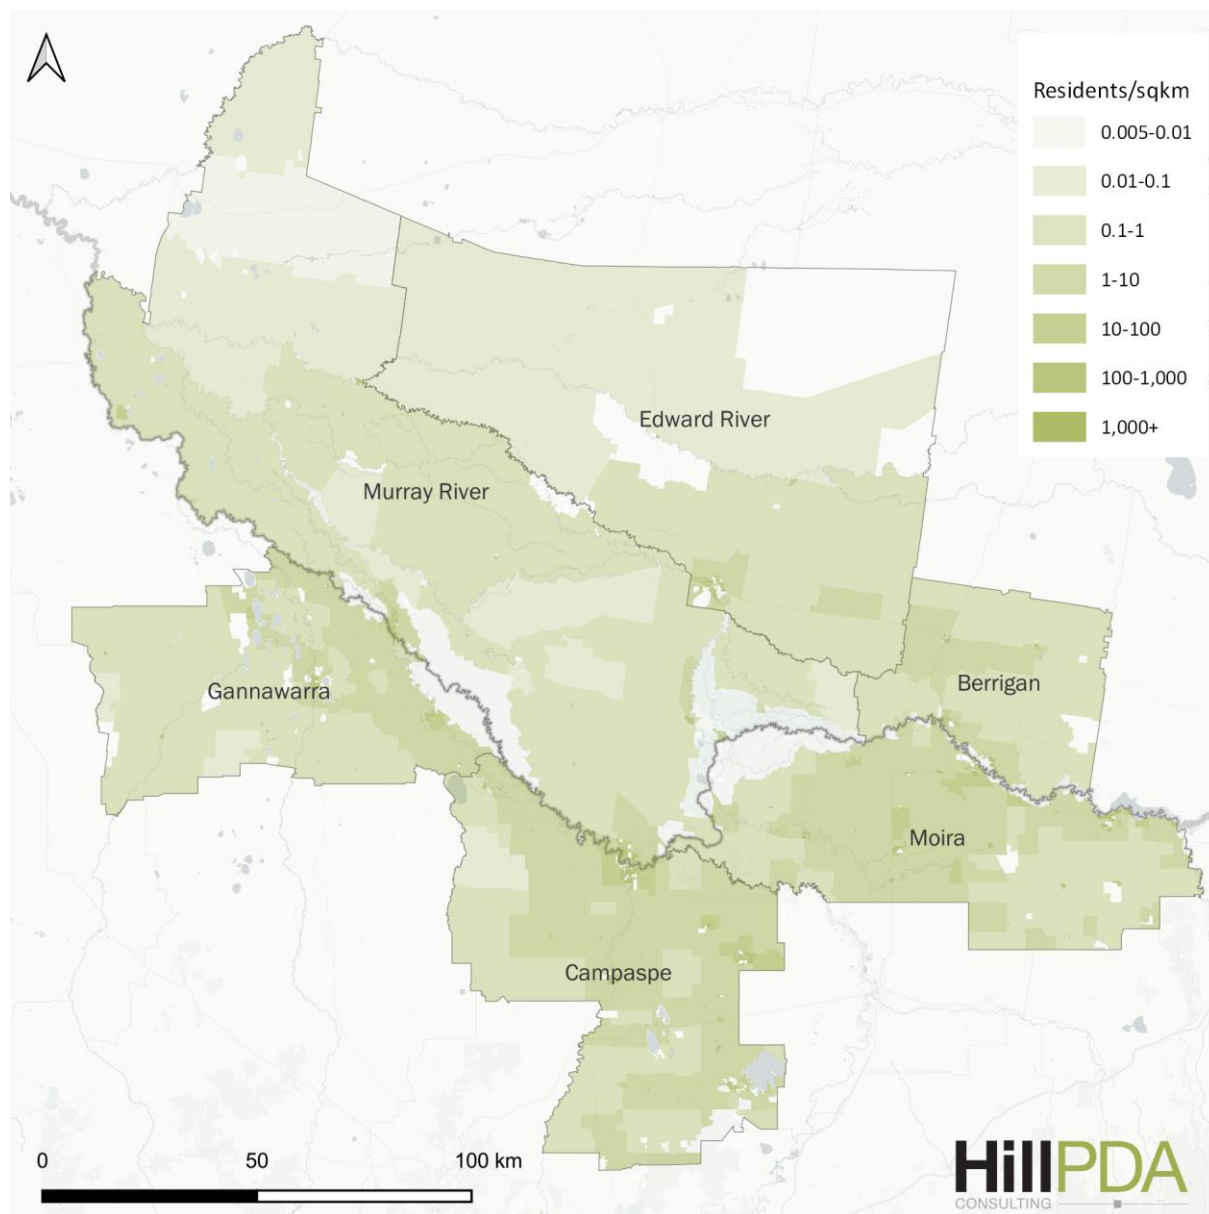 Residents/sqkm
0.005-0.01
0.01-0.1
0.1-1
1-10
10-100
100-1,000
1,000+
Edward River
Murray River
Gannawarra
Berrigan
Moira
Campaspe
0 50 100 km
HillPDA
CONSULTING